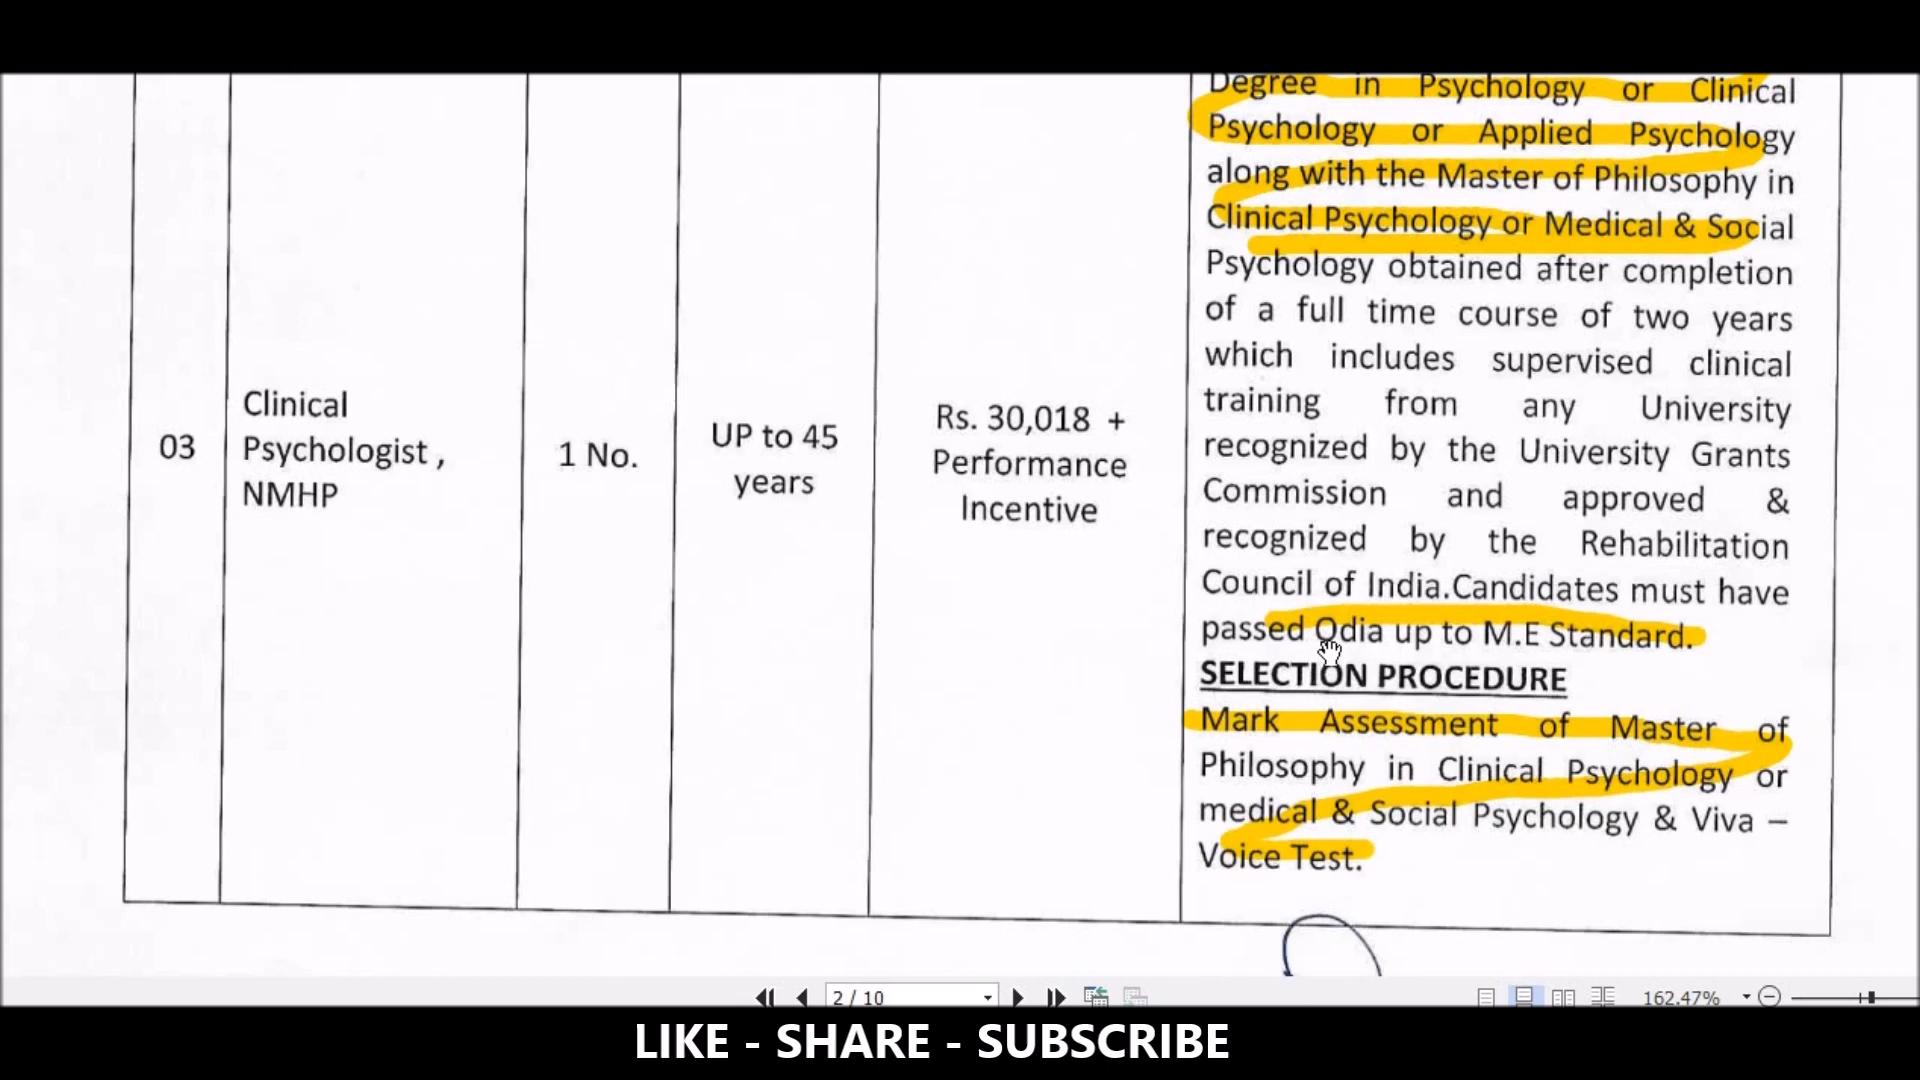 Degree in Psychology or Clinical
Psychology or Applied Psychology
along with the Master of Philosophy in
Clinical Psychology or Medical & Social
Psychology obtained after completion
of a full time course of two years
which includes supervised clinical
training from any University
recognized by the University Grants
Commission and approved &
recognized by the Rehabilitation
Council of India.Candidates must have
passed Odia up to M.E Standard.
SELECTION PROCEDURE
Mark Assessment of Master of
Philosophy in Clinical Psychology or
medical & Social Psychology & Viva –
Voice Test.
03
Clinical
Psychologist ,
NMHP
1 No.
UP to 45
years
Rs. 30,018 +
Performance
Incentive
2 / 10
162.47%
LIKE - SHARE - SUBSCRIBE